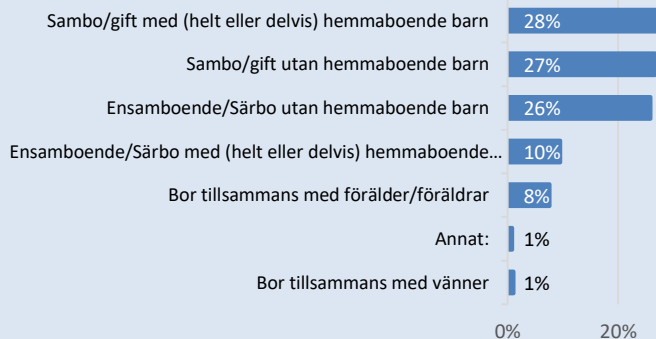 Sambo/gift med (helt eller delvis) hemmaboende barn 28%
Sambo/gift utan hemmaboende barn 27%
Ensamboende/Särbo utan hemmaboende barn 26%
Ensamboende/Särbo med (helt eller delvis) hemmaboende… 10%
Bor tillsammans med förälder/föräldrar 8%
Annat: 1%
Bor tillsammans med vänner 1%
0% 20%